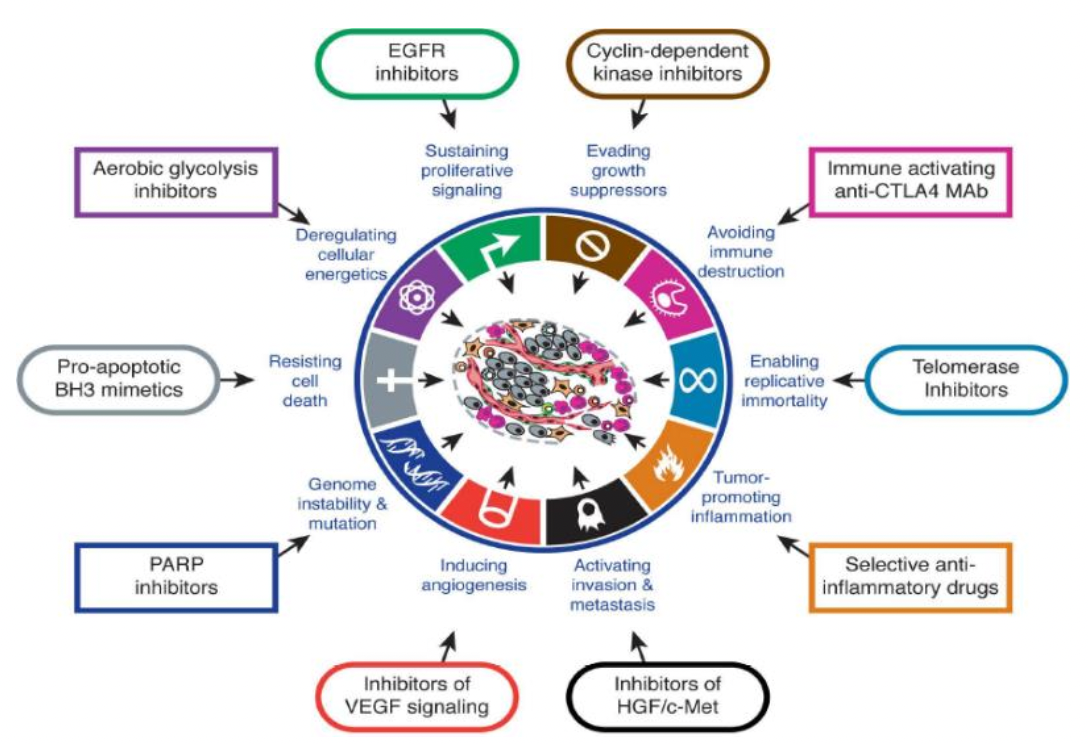 EGFR
inhibitors
Cyclin-dependent
kinase inhibitors
Sustaining
proliferative
signaling
Evading
growth
suppressors
Aerobic glycolysis
inhibitors
Immune activating
anti-CTLA4 MAb
Deregulating
cellular
energetics
Avoiding
immune
destruction
Pro-apoptotic
BH3 mimetics
Resisting
cell
death
Enabling
replicative
immortality
Telomerase
Inhibitors
Genome
instability &
mutation
Tumor-
promoting
inflammation
PARP
inhibitors
Inducing
angiogenesis
Activating
invasion &
metastasis
Selective anti-
inflammatory drugs
Inhibitors of
VEGF signaling
Inhibitors of
HGF/c-Met